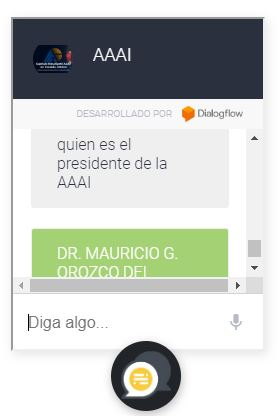 AAAI
DESARROLLADO POR Dialogflow
quien es el
presidente de la
AAAI
DR. MAURICIO G.
OROZCO DEL
Diga algo...